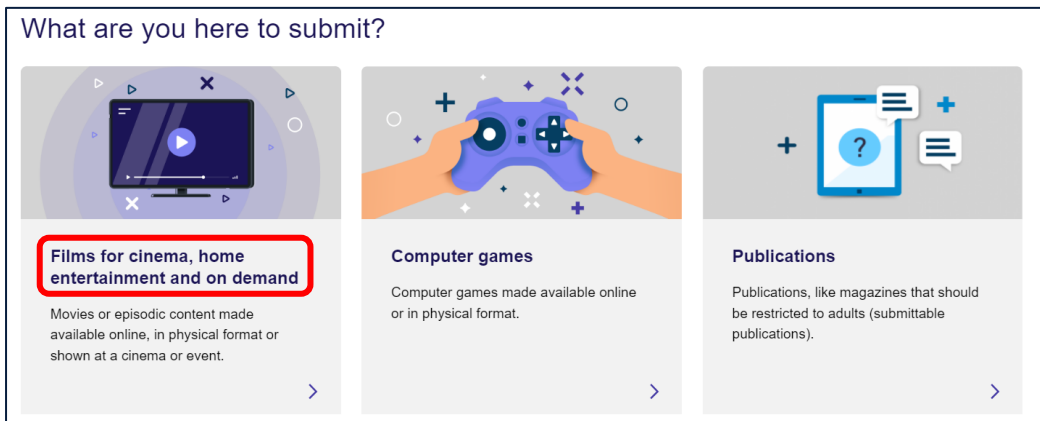 What are you here to submit?
?
Films for cinema, home
entertainment and on demand
Movies or episodic content made
available online, in physical format or
shown at a cinema or event.
Computer games
Computer games made available online
or in physical format.
Publications
Publications, like magazines that should
be restricted to adults (submittable
publications).